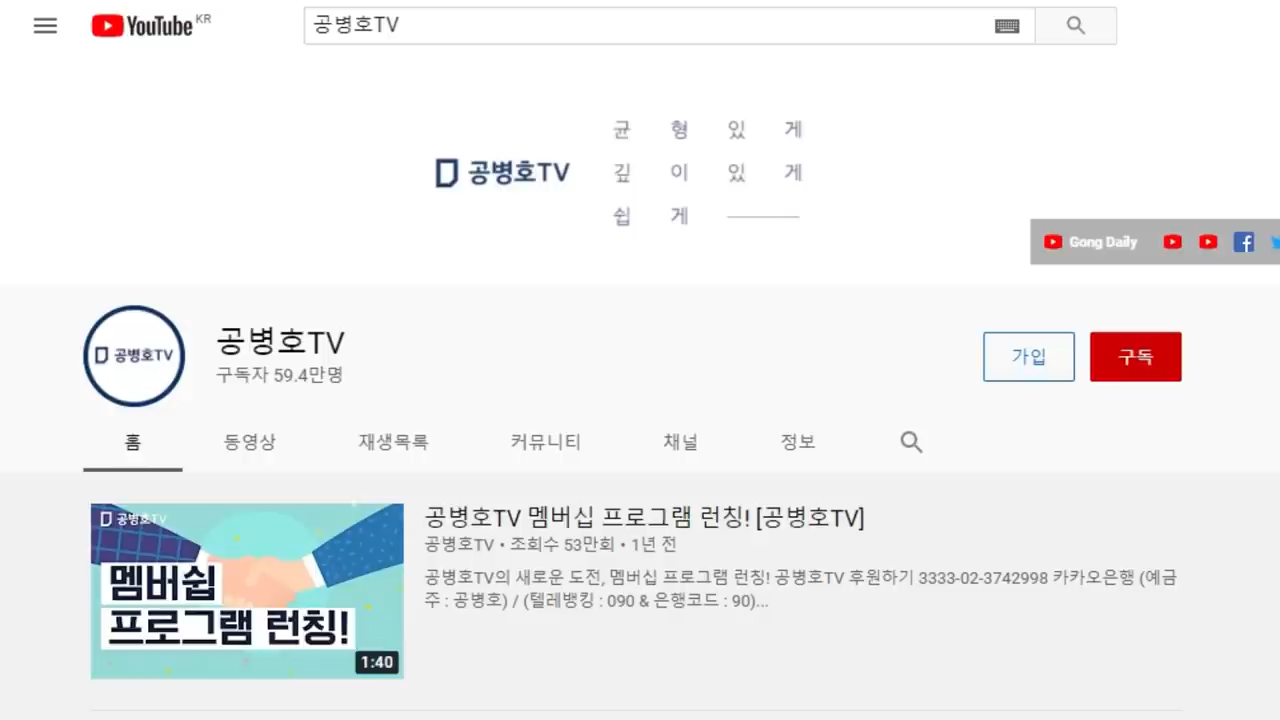 YouTube KR
공병호TV
공병호TV
균 형 있 게
깊 이 있 게
쉽 게
Gong Daily
공병호TV
공병호TV
구독자 59.4만명
가입
구독
홈
동영상
재생목록
커뮤니티
채널
정보
공병호TV
멤버쉽
프로그램 런칭!
1:40
공병호TV 멤버십 프로그램 런칭! [공병호TV]
공병호TV • 조회수 53만회 • 1년 전
공병호TV의 새로운 도전, 멤버십 프로그램 런칭! 공병호TV 후원하기 3333-02-3742998 카카오은행 (예금
주 : 공병호) / (텔레뱅킹 : 090 & 은행코드 : 90)...